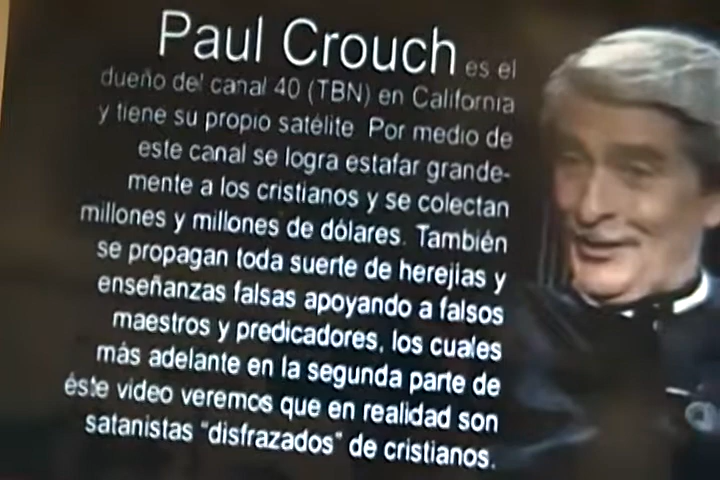 Paul Crouch es el
dueño del canal 40 (TBN) en California
y tiene su propio satélite Por medio de
este canal se logra estafar grande-
mente a los cristianos y se colectan
millones y millones de dólares. También
se propagan toda suerte de herejias y
enseñanzas falsas apoyando a falsos
maestros y predicadores, los cuales
más adelante en la segunda parte de
éste video veremos que en realidad son
satanistas "disfrazados" de cristianos.